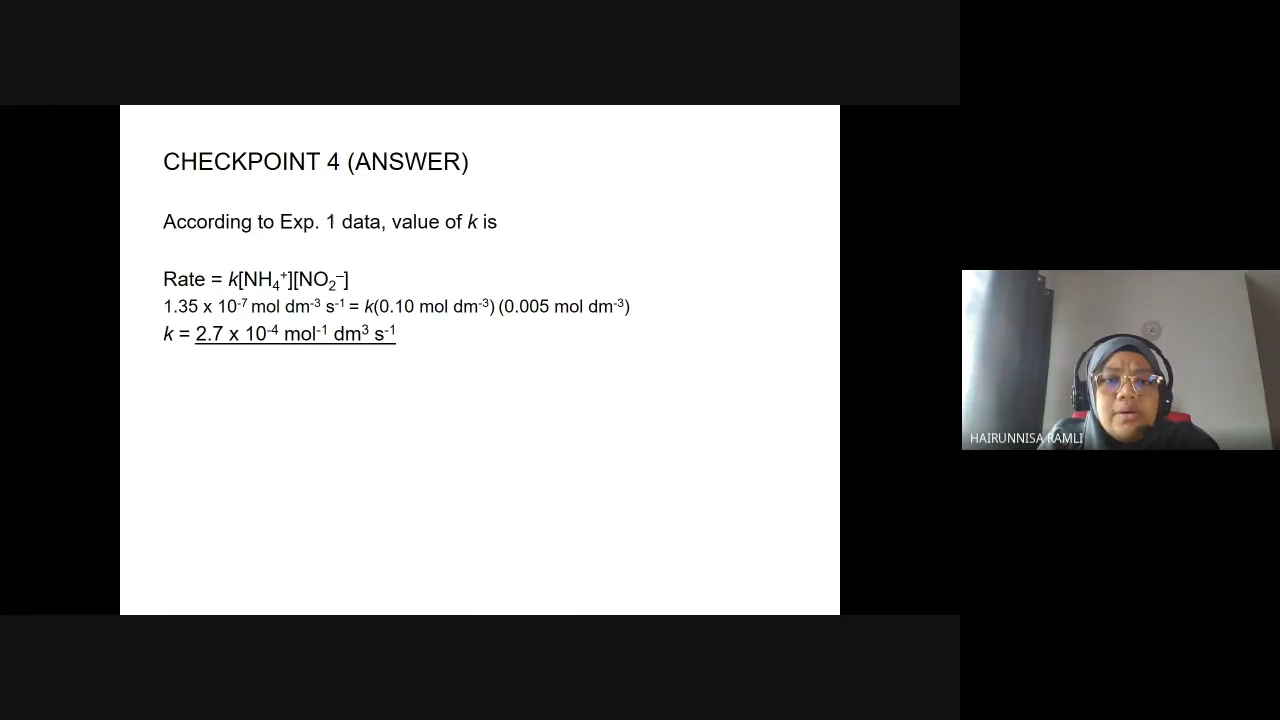 CHECKPOINT 4 (ANSWER)
According to Exp. 1 data, value of k is
Rate = k[NH₄⁺][NO₂⁻]
1.35 x 10⁻⁷ mol dm⁻³ s⁻¹ = k(0.10 mol dm⁻³) (0.005 mol dm⁻³)
k = 2.7 x 10⁻⁴ mol⁻¹ dm³ s⁻¹
HAIRUNNISA RAMLI